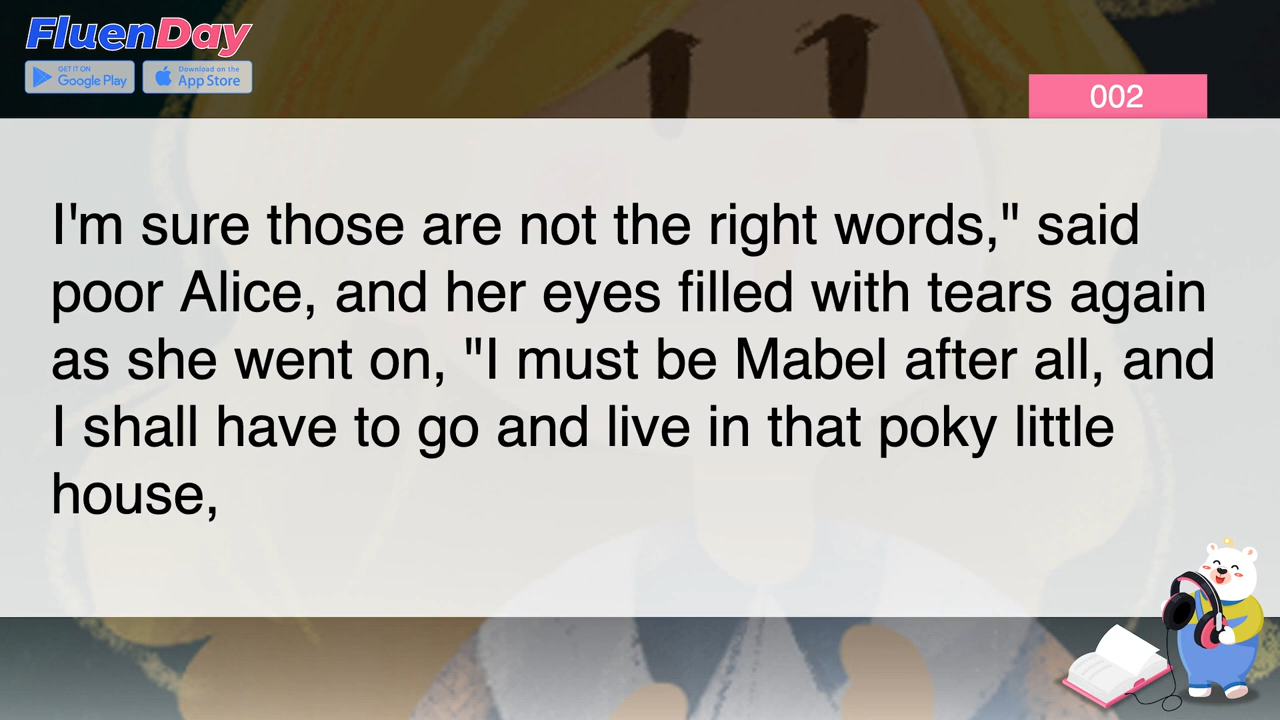 FluenDay
GET IT ON
Google Play
Download on the
App Store
002
I'm sure those are not the right words," said
poor Alice, and her eyes filled with tears again
as she went on, "I must be Mabel after all, and
I shall have to go and live in that poky little
house,